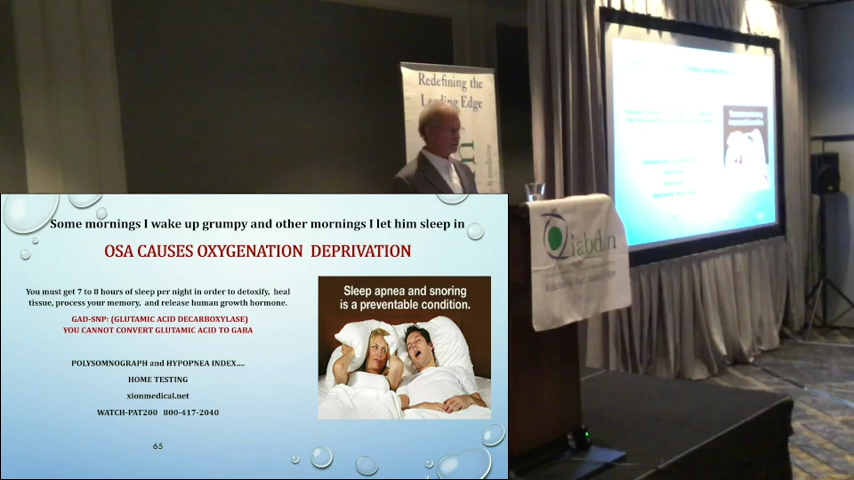 Redefining the
Leading Edge
iabdm
Some mornings I wake up grumpy and other mornings I let him sleep in
OSA CAUSES OXYGENATION DEPRIVATION
You must get 7 to 8 hours of sleep per night in order to detoxify, heal
tissue, process your memory, and release human growth hormone.
GAD-SNP: (GLUTAMIC ACID DECARBOXYLASE)
YOU CANNOT CONVERT GLUTAMIC ACID TO GABA
POLYSOMNOGRAPH and HYPOPNEA INDEX....
HOME TESTING
xionmedical.net
WATCH-PAT200 800-417-2040
65
Sleep apnea and snoring
is a preventable condition.